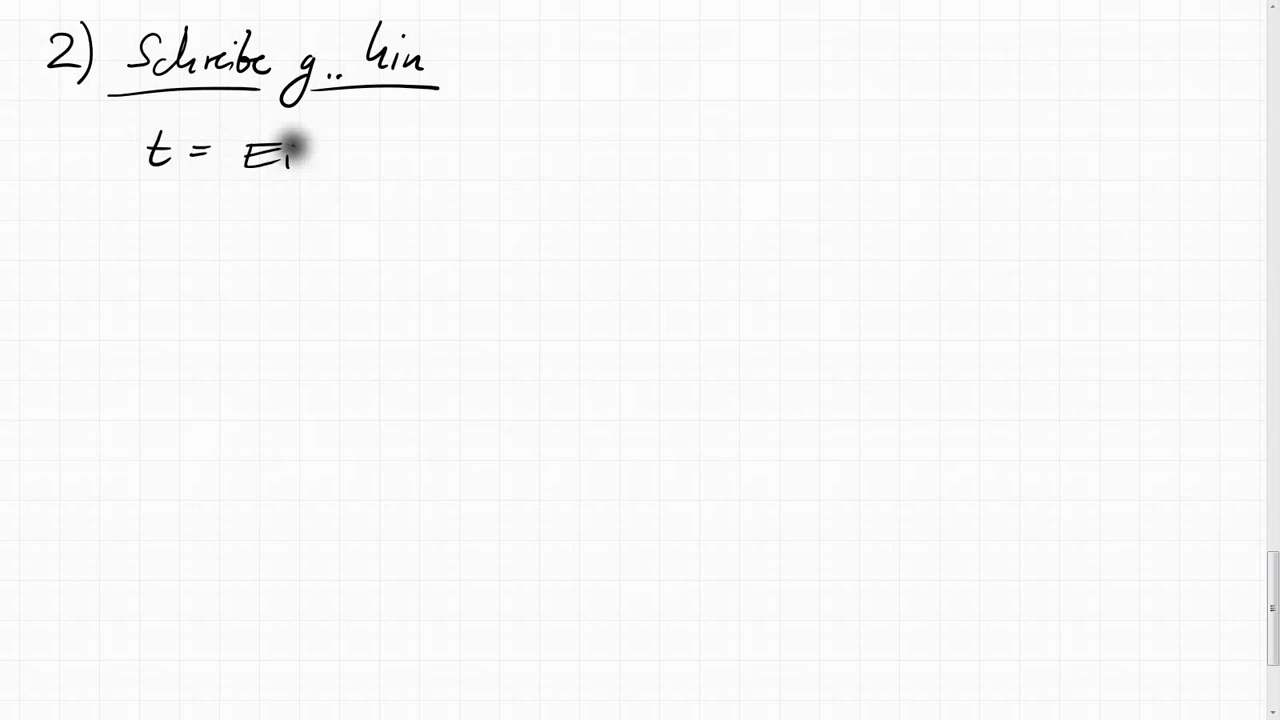 2) Schreibe g.. hin
t = Ei